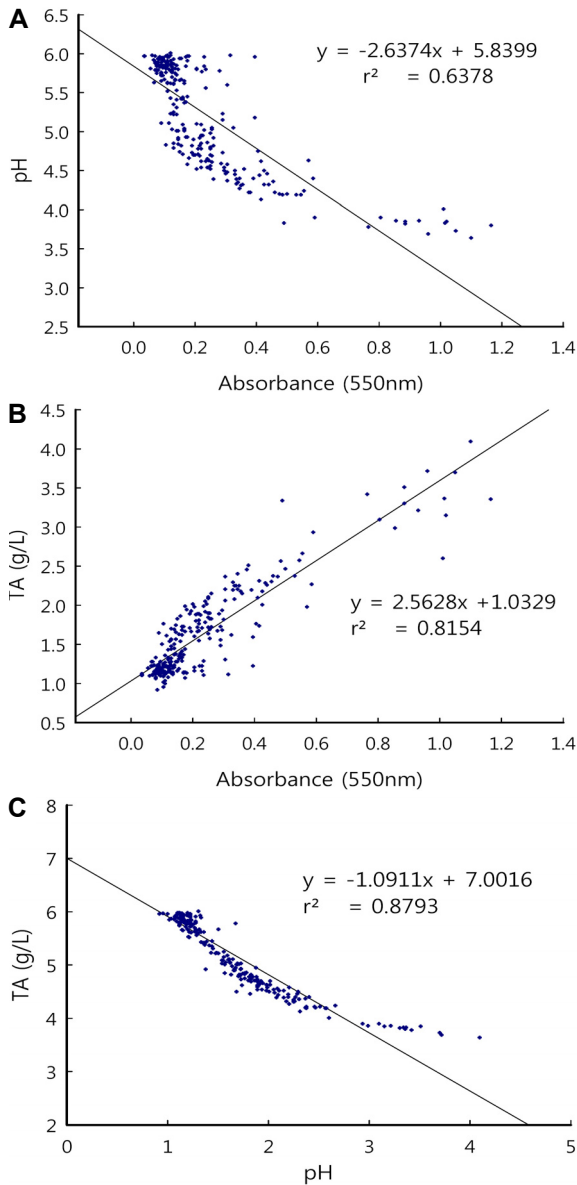 A
6.5
6.0
5.5
5.0
4.5
4.0
3.5
3.0
2.5
pH
y = -2.6374x + 5.8399
r² = 0.6378
0.0 0.2 0.4 0.6 0.8 1.0 1.2 1.4
Absorbance (550nm)
B
4.5
4.0
3.5
3.0
2.5
2.0
1.5
1.0
0.5
TA (g/L)
y = 2.5628x +1.0329
r² = 0.8154
0.0 0.2 0.4 0.6 0.8 1.0 1.2 1.4
Absorbance (550nm)
C
8
7
6
5
4
3
2
TA (g/L)
y = -1.0911x + 7.0016
r² = 0.8793
0 1 2 3 4 5
pH